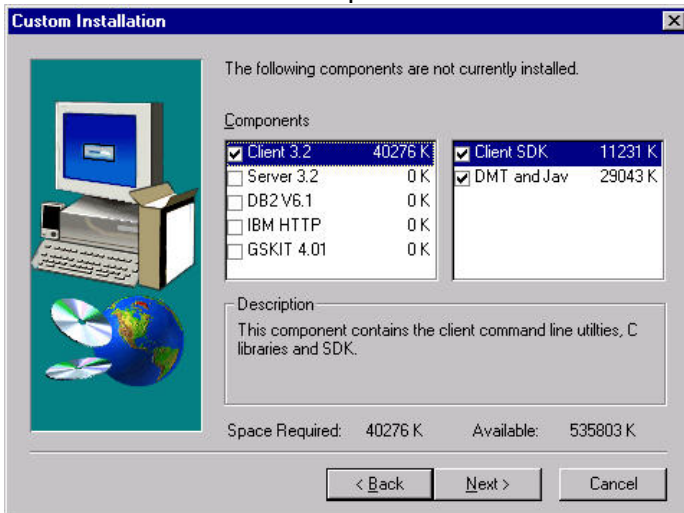 Custom Installation
The following components are not currently installed.
Components
Client 3.2 40276 K
Server 3.2 0 K
DB2 V6.1 0 K
IBM HTTP 0 K
GSKIT 4.01 0 K
Client SDK 11231 K
DMT and Jav 29043 K
Description
This component contains the client command line utilties, C
libraries and SDK.
Space Required: 40276 K Available: 535803 K
< Back Next > Cancel